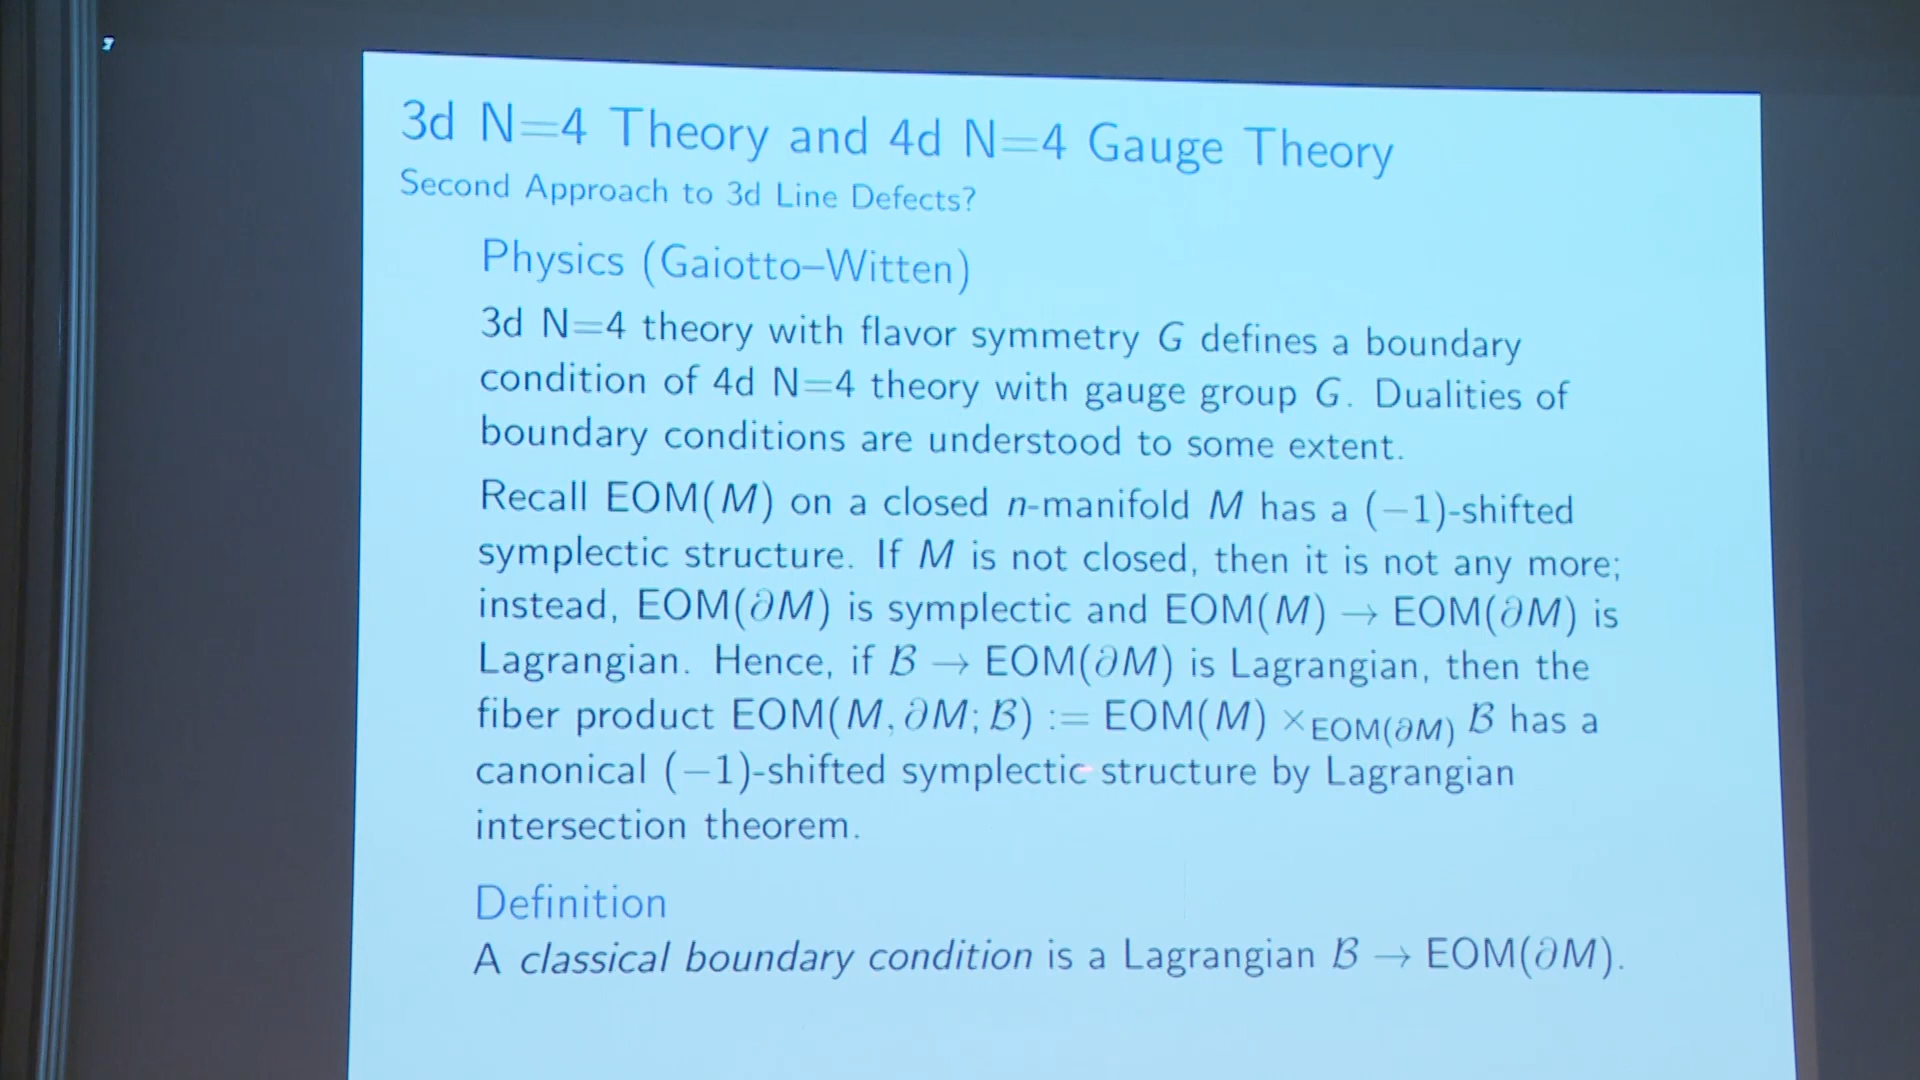 3d N=4 Theory and 4d N=4 Gauge Theory
Second Approach to 3d Line Defects?
Physics (Gaiotto–Witten)
3d N=4 theory with flavor symmetry G defines a boundary
condition of 4d N=4 theory with gauge group G. Dualities of
boundary conditions are understood to some extent.
Recall EOM(M) on a closed n-manifold M has a (−1)-shifted
symplectic structure. If M is not closed, then it is not any more;
instead, EOM(∂M) is symplectic and EOM(M) → EOM(∂M) is
Lagrangian. Hence, if ℬ → EOM(∂M) is Lagrangian, then the
fiber product EOM(M, ∂M; ℬ) := EOM(M) ×EOM(∂M) ℬ has a
canonical (−1)-shifted symplectic structure by Lagrangian
intersection theorem.
Definition
A classical boundary condition is a Lagrangian ℬ → EOM(∂M).